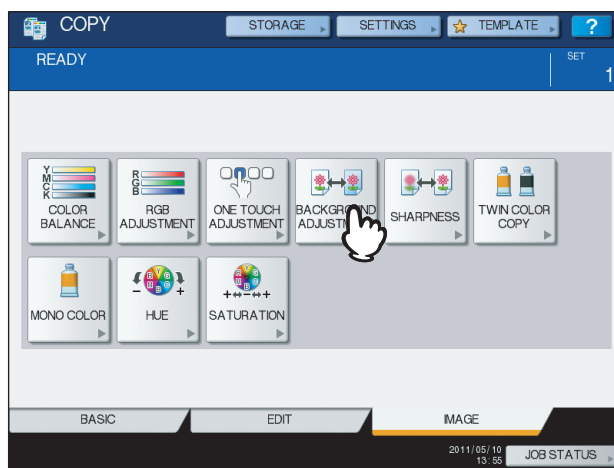 COPY
STORAGE
SETTINGS
TEMPLATE
?
READY
SET
1
Y
M
C
K
COLOR
BALANCE
R
G
B
RGB
ADJUSTMENT
ONE TOUCH
ADJUSTMENT
BACKGROUND
ADJUSTM
SHARPNESS
TWIN COLOR
COPY
MONO COLOR
HUE
SATURATION
BASIC
EDIT
IMAGE
2011/05/10
13:55
JOB STATUS